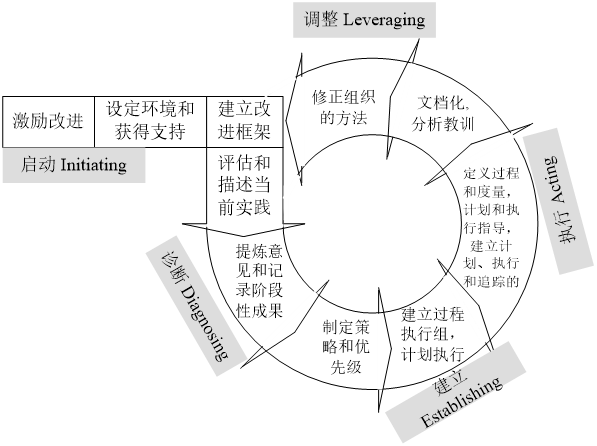 调整 Leveraging
修正组织
的方法
文档化,
分析教训
激励改进
设定环境和
获得支持
建立改
进框架
启动 Initiating
评估和
描述当
前实践
诊断 Diagnosing
提炼意
见和记
录阶段
性成果
制定策
略和优
先级
建立过程
执行组,
计划执行
建立
Establishing
定义过程
和度量,
计划和执
行指导,
建立计
划、执行
和追踪的
执行 Acting